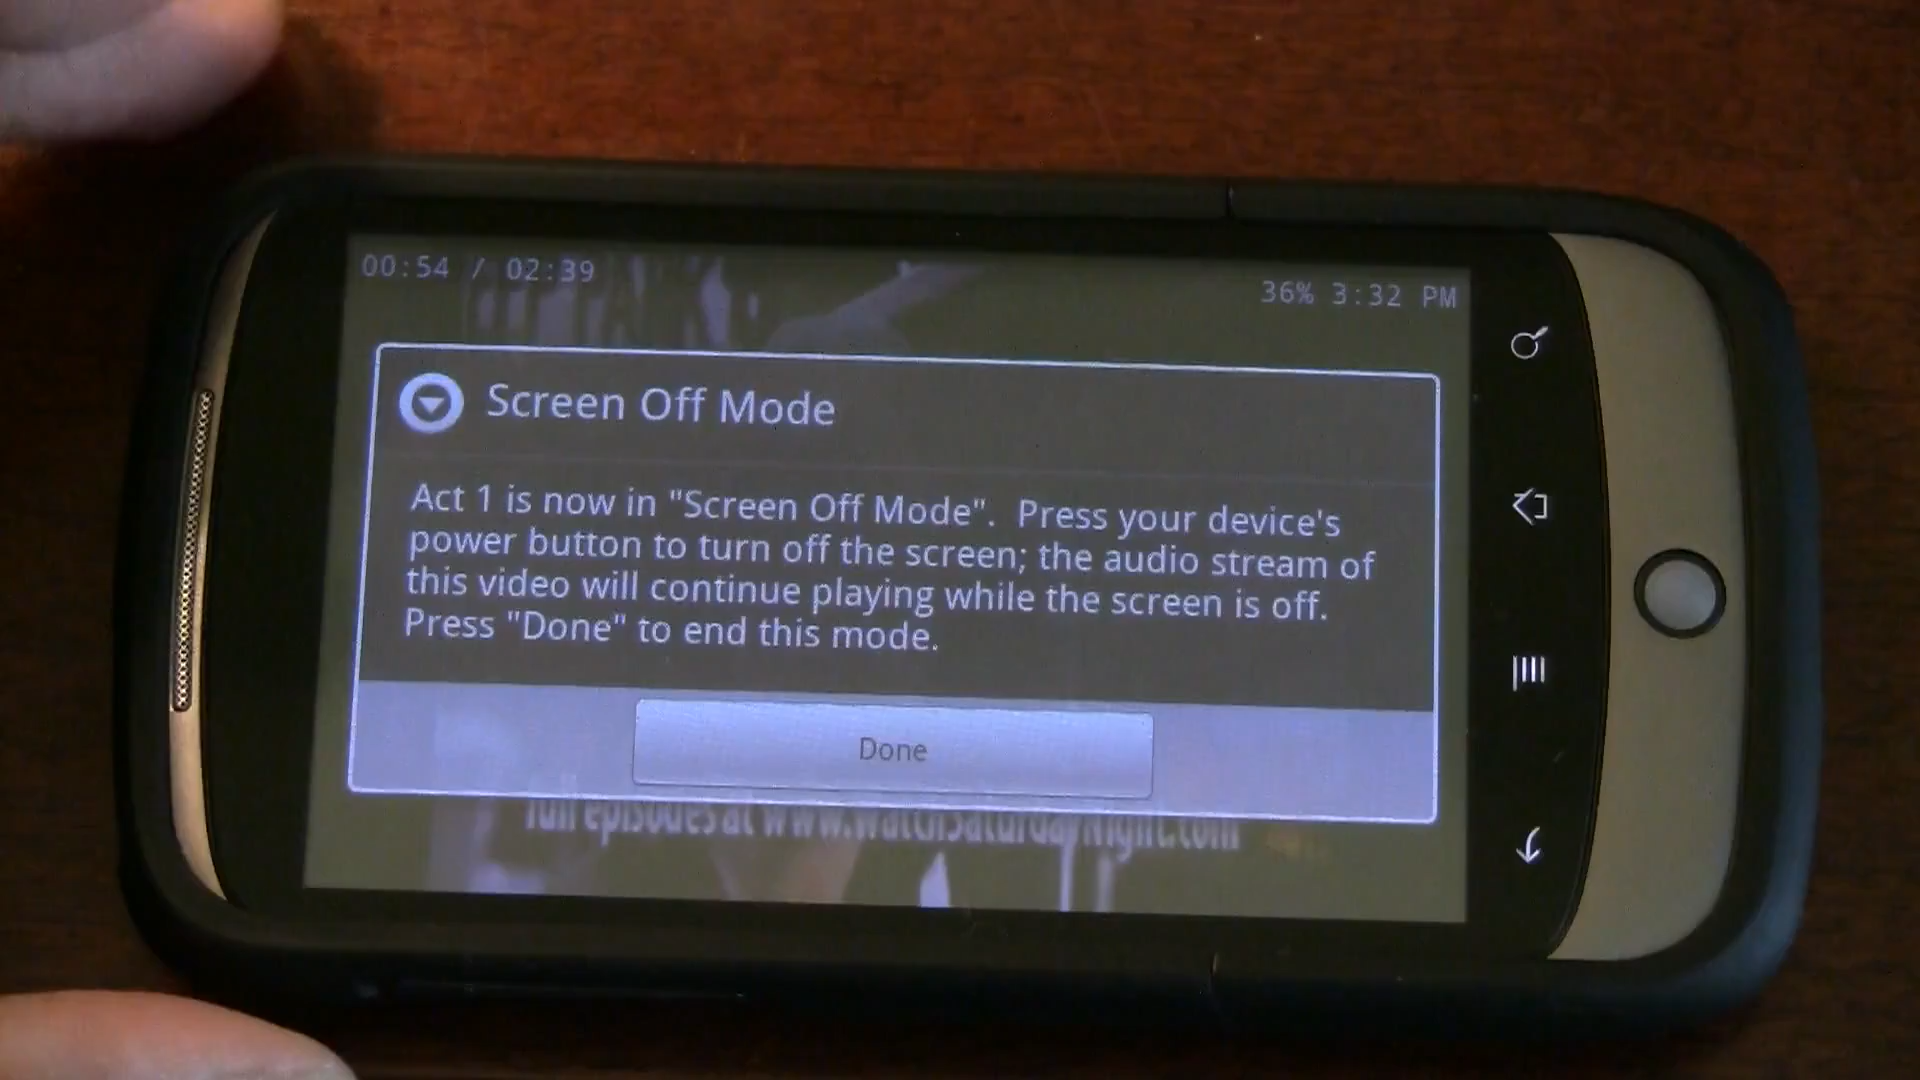 00:54 / 02:39
36% 3:32 PM
Screen Off Mode
Act 1 is now in "Screen Off Mode".  Press your device's
power button to turn off the screen; the audio stream of
this video will continue playing while the screen is off.
Press "Done" to end this mode.
Done
full episodes at www.WatchSaturdayNight.com